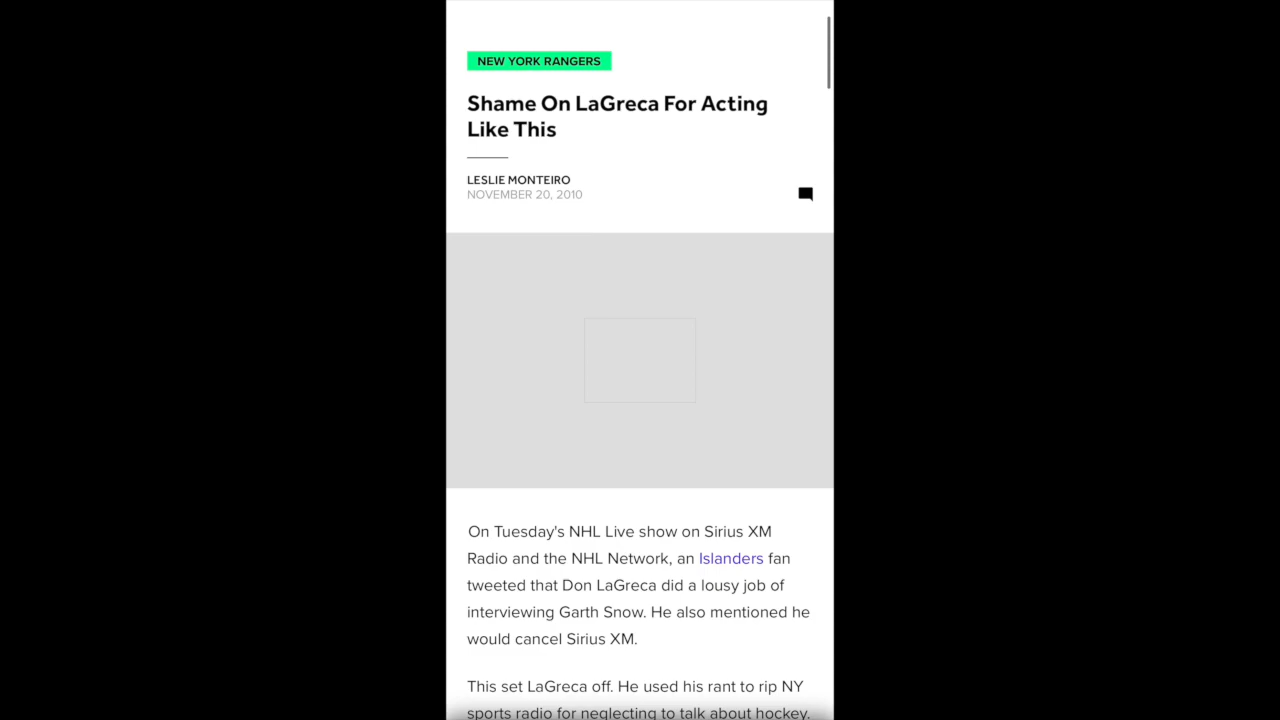 NEW YORK RANGERS
Shame On LaGreca For Acting
Like This
LESLIE MONTEIRO
NOVEMBER 20, 2010
On Tuesday's NHL Live show on Sirius XM
Radio and the NHL Network, an Islanders fan
tweeted that Don LaGreca did a lousy job of
interviewing Garth Snow. He also mentioned he
would cancel Sirius XM.
This set LaGreca off. He used his rant to rip NY
sports radio for neglecting to talk about hockey.